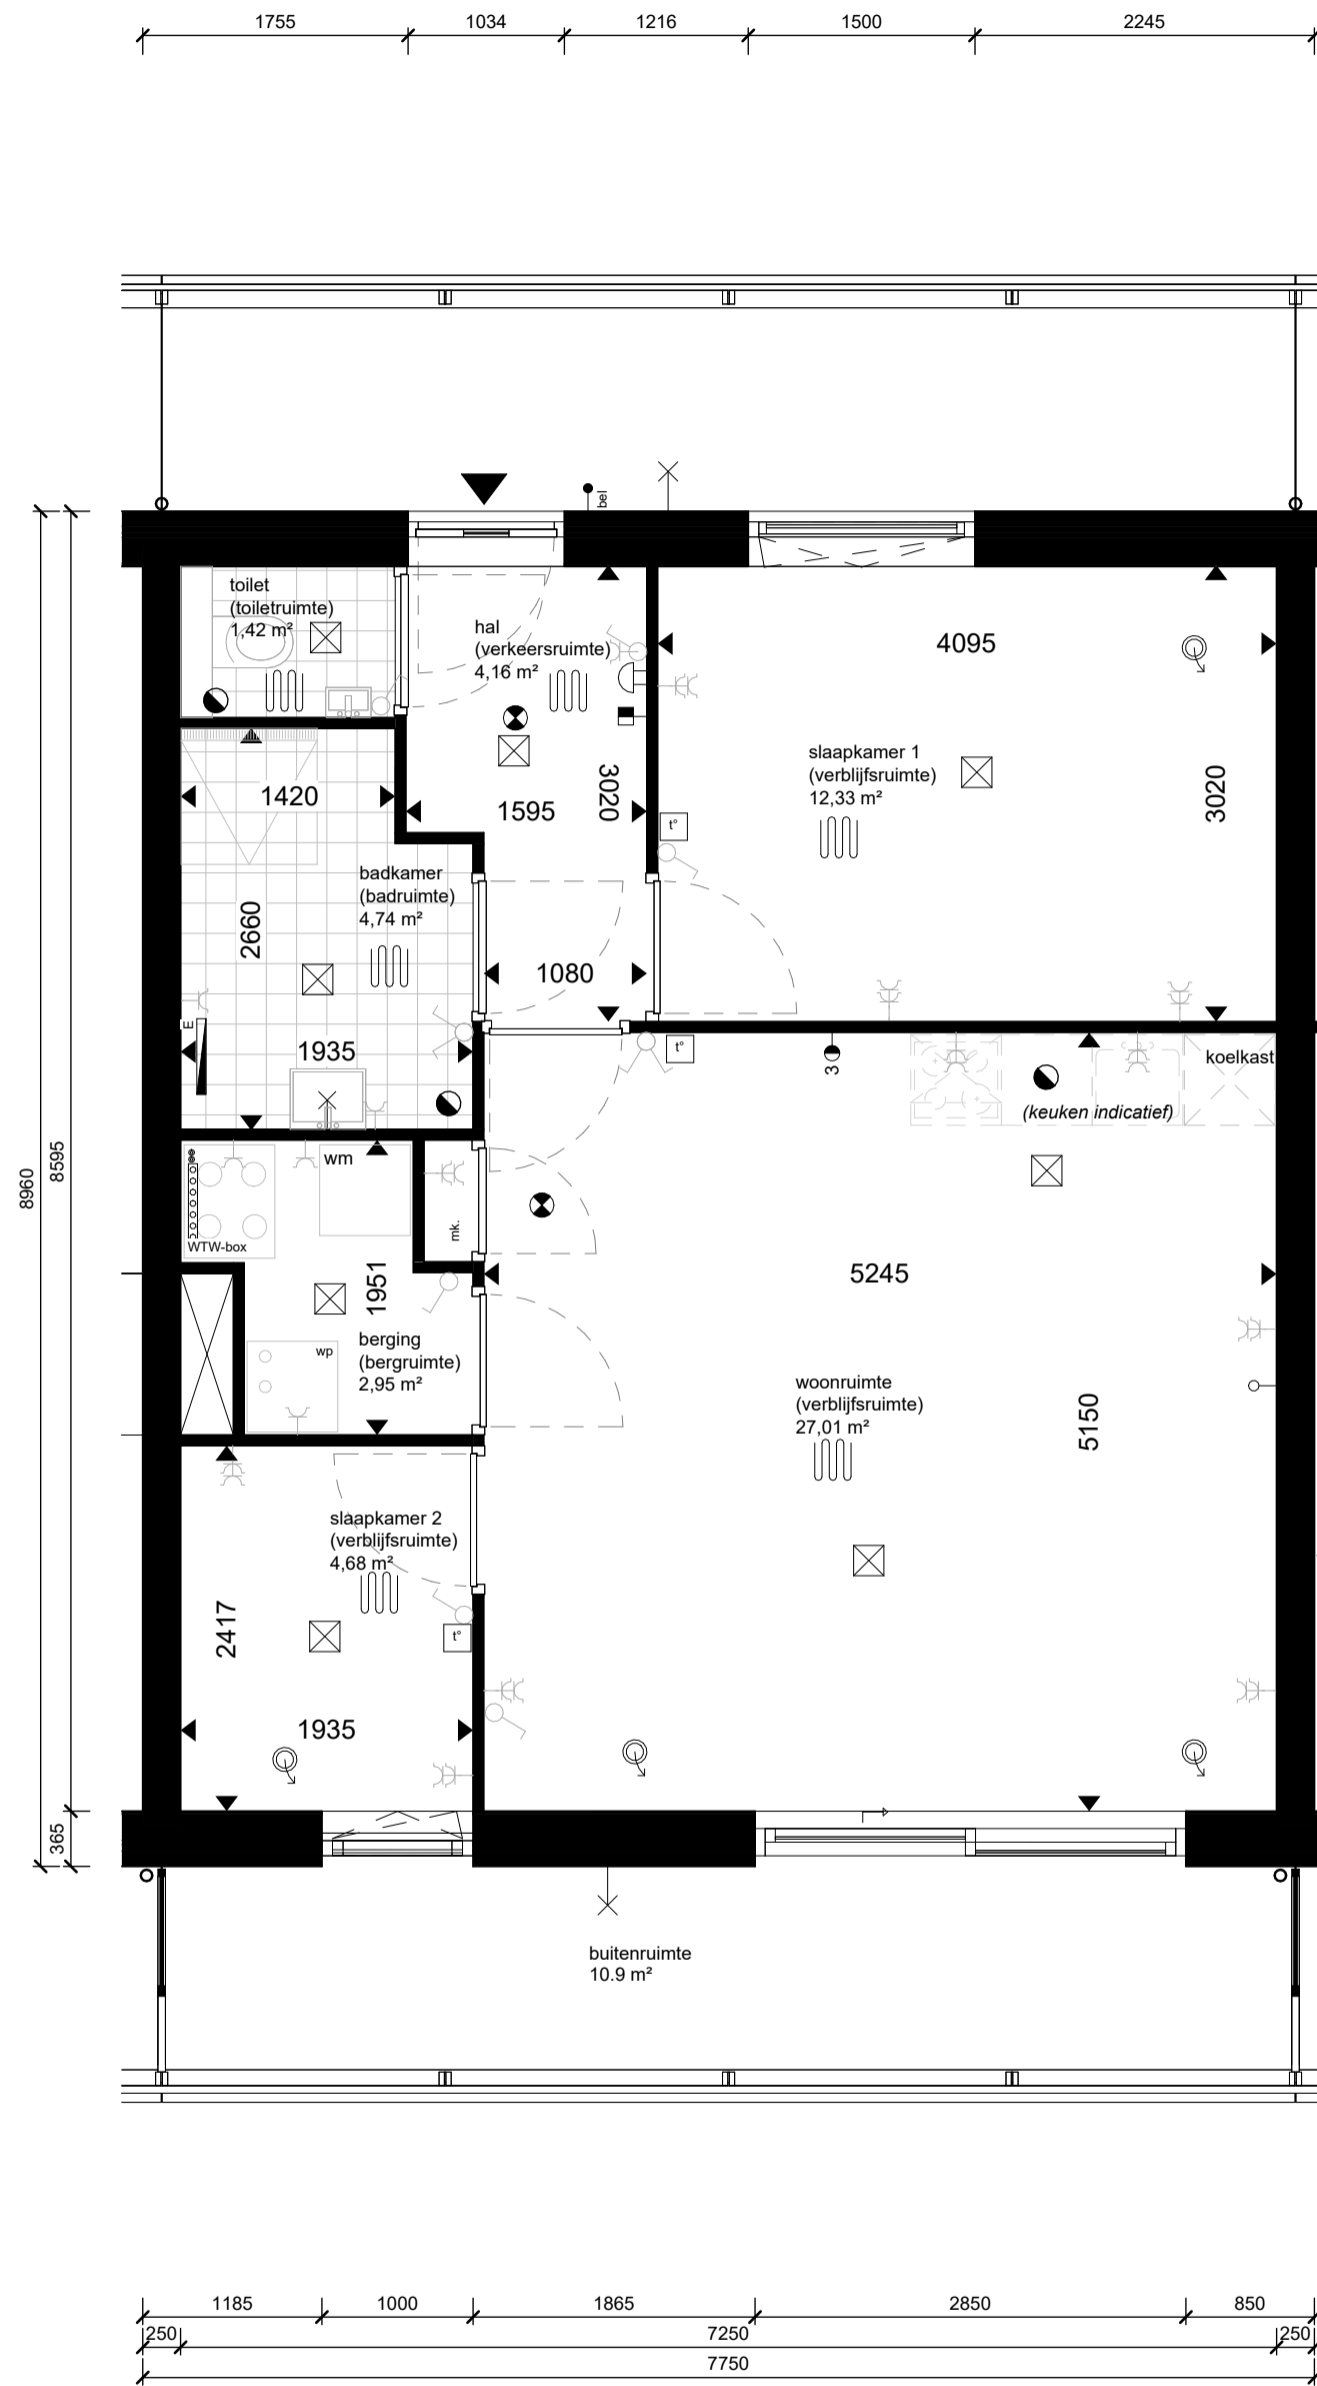 1755
1034
1216
1500
2245
bel
toilet
(toiletruimte)
1,42 m²
hal
(verkeersruimte)
4,16 m²
4095
slaapkamer 1
(verblijfsruimte)
12,33 m²
3020
3020
1420
1595
t°
badkamer
(badruimte)
4,74 m²
2660
1080
E
1935
t°
3
koelkast
(keuken indicatief)
wm
WTW-box
mk.
8960
8595
1951
5245
wp
berging
(bergruimte)
2,95 m²
woonruimte
(verblijfsruimte)
27,01 m²
5150
slaapkamer 2
(verblijfsruimte)
4,68 m²
2417
t°
1935
365
buitenruimte
10.9 m²
1185
1000
1865
2850
850
250
7250
250
7750